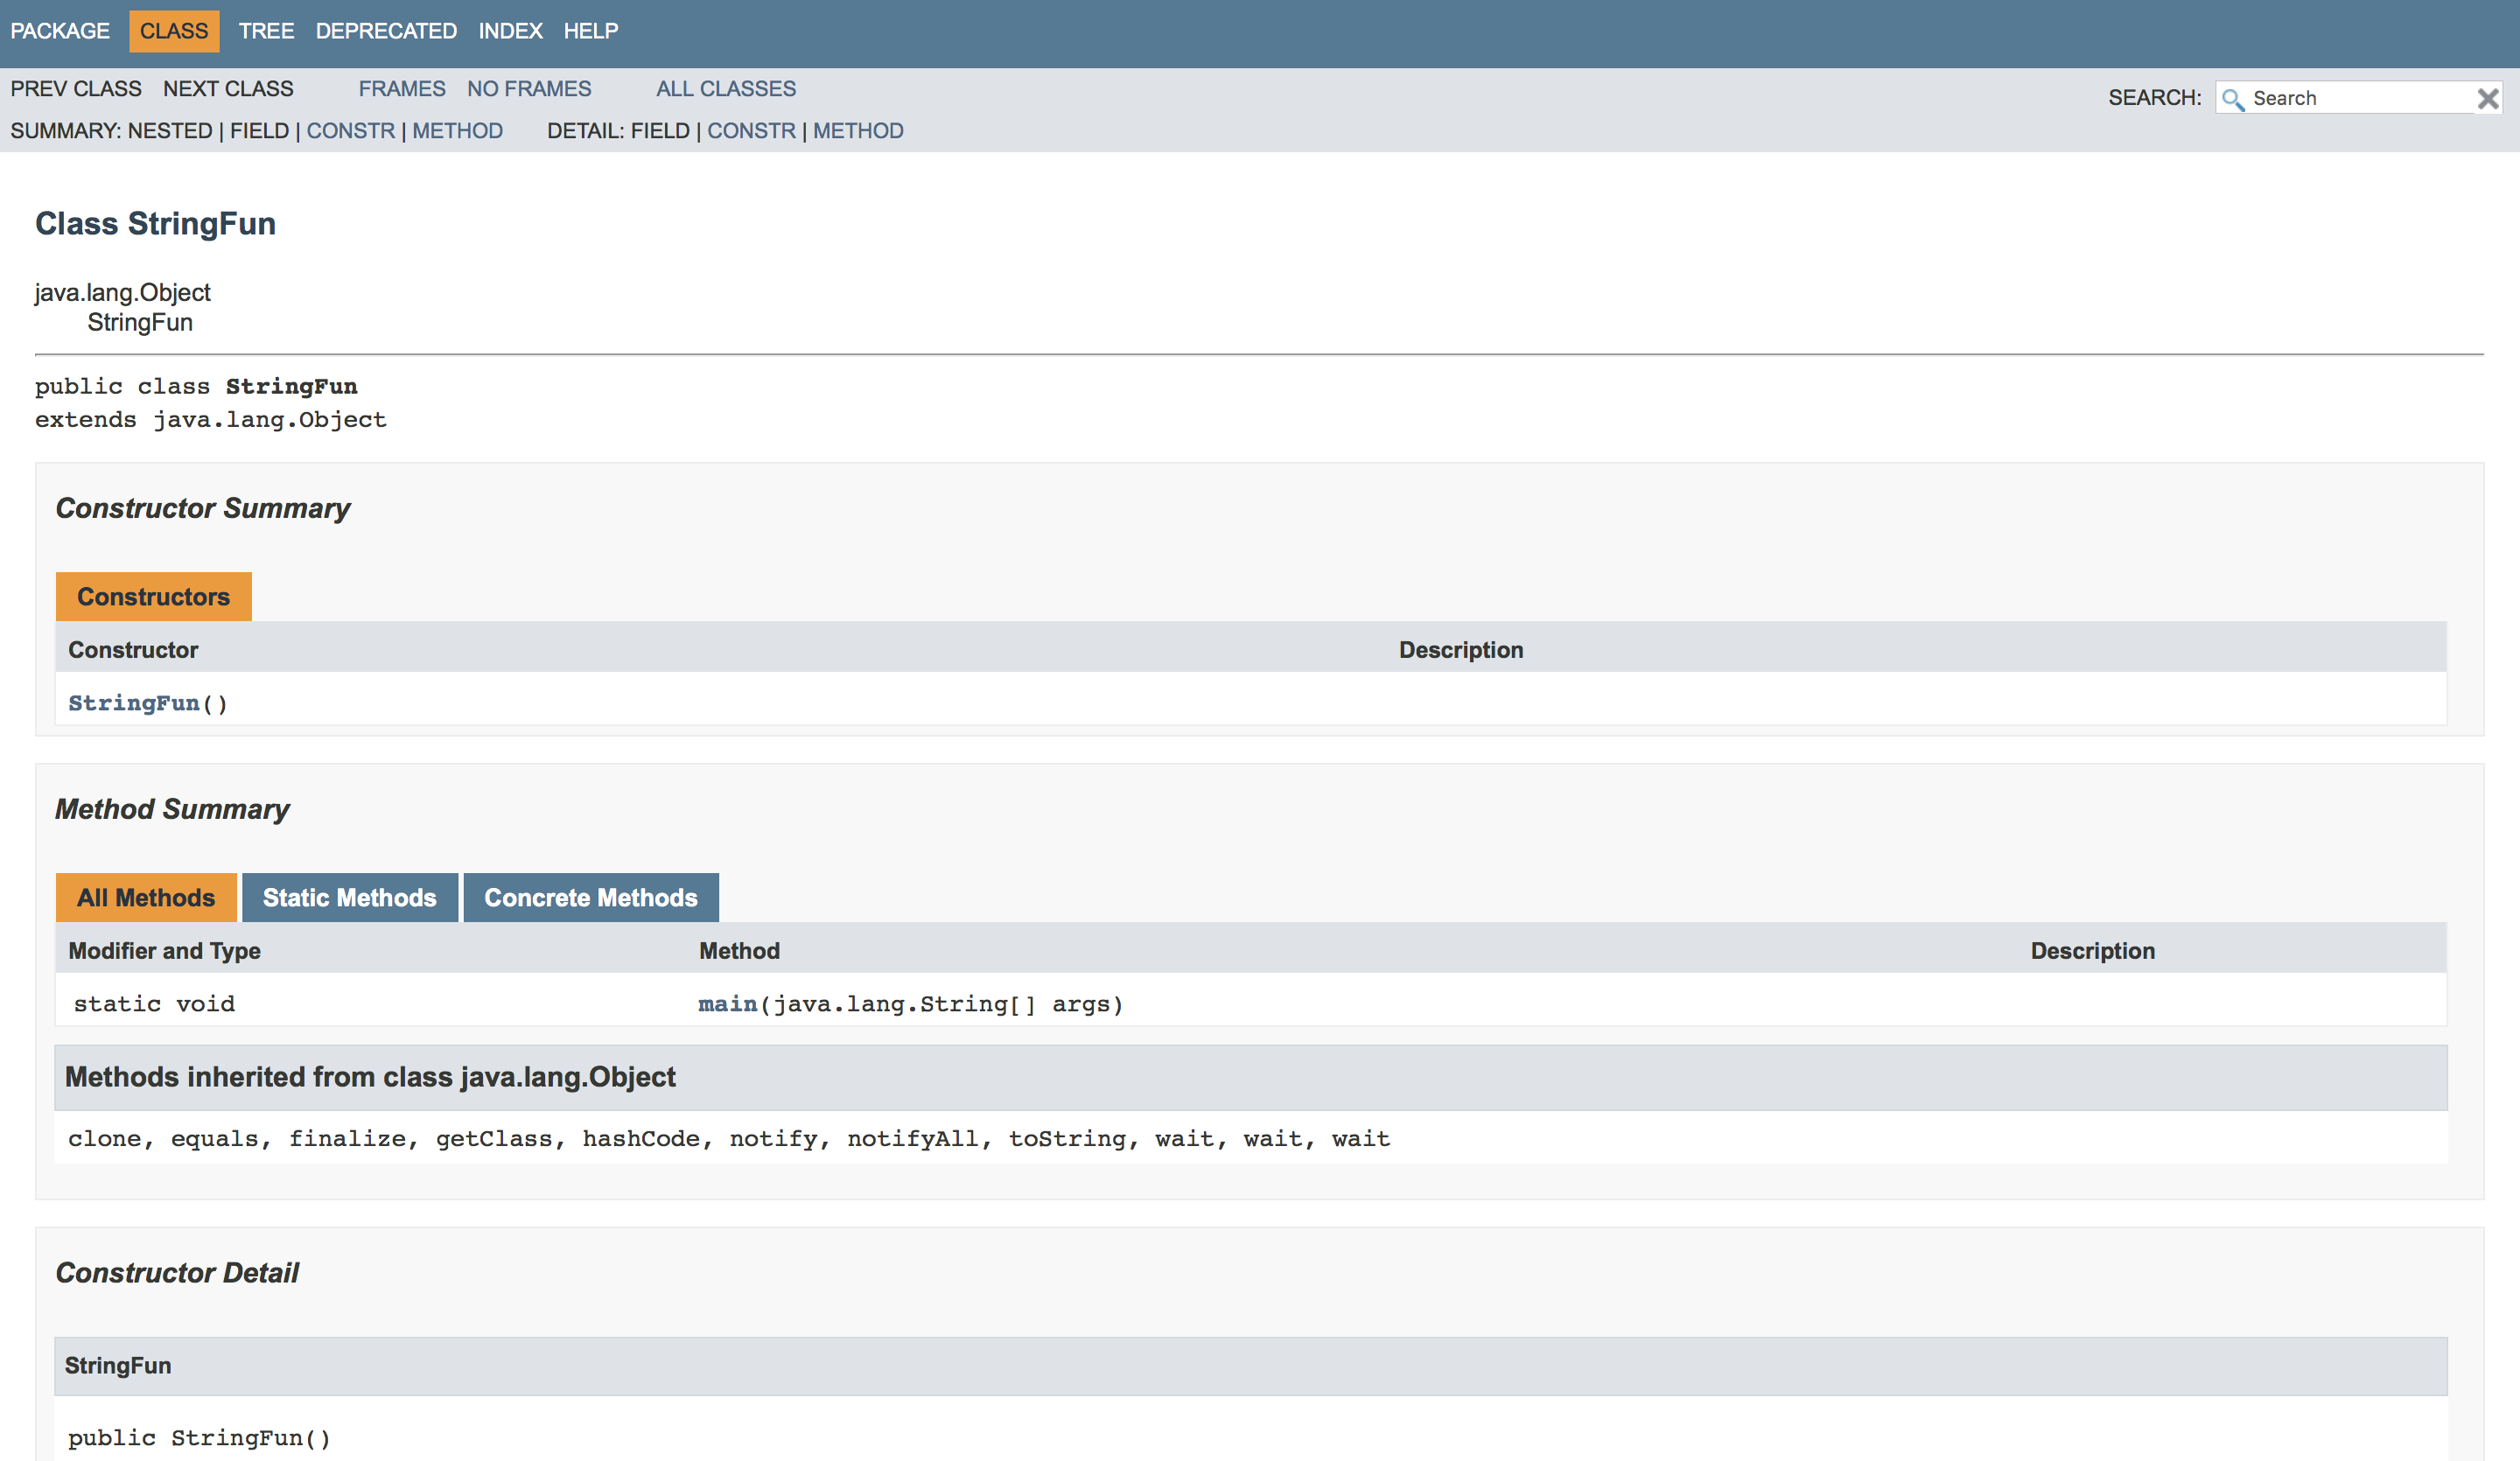 PACKAGE CLASS TREE DEPRECATED INDEX HELP
PREV CLASS NEXT CLASS FRAMES NO FRAMES ALL CLASSES
SEARCH: Search
SUMMARY: NESTED | FIELD | CONSTR | METHOD DETAIL: FIELD | CONSTR | METHOD
Class StringFun
java.lang.Object
StringFun
public class StringFun
extends java.lang.Object
Constructor Summary
Constructors
Constructor Description
StringFun()
Method Summary
All Methods Static Methods Concrete Methods
Modifier and Type Method Description
static void main(java.lang.String[] args)
Methods inherited from class java.lang.Object
clone, equals, finalize, getClass, hashCode, notify, notifyAll, toString, wait, wait, wait
Constructor Detail
StringFun
public StringFun()